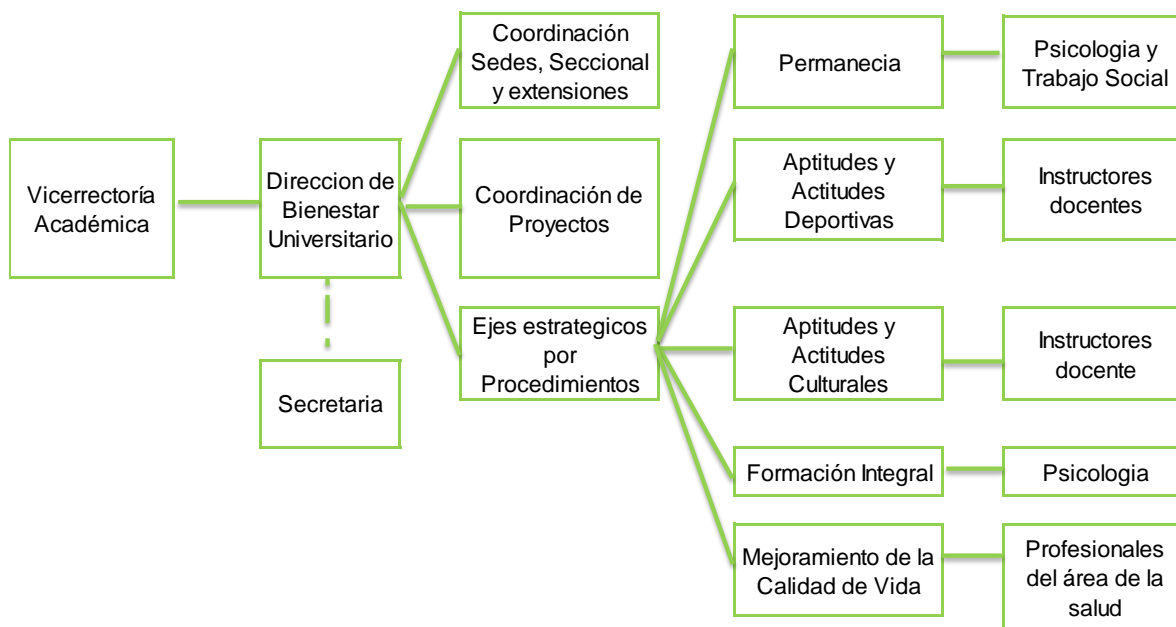 Vicerrectoría
Académica
Direccion de
Bienestar
Universitario
Secretaria
Coordinación
Sedes, Seccional
y extensiones
Coordinación de
Proyectos
Ejes estrategicos
por
Procedimientos
Permanecia
Psicologia y
Trabajo Social
Aptitudes y
Actitudes
Deportivas
Instructores
docentes
Aptitudes y
Actitudes
Culturales
Instructores
docente
Formación Integral
Psicologia
Mejoramiento de la
Calidad de Vida
Profesionales
del área de la
salud